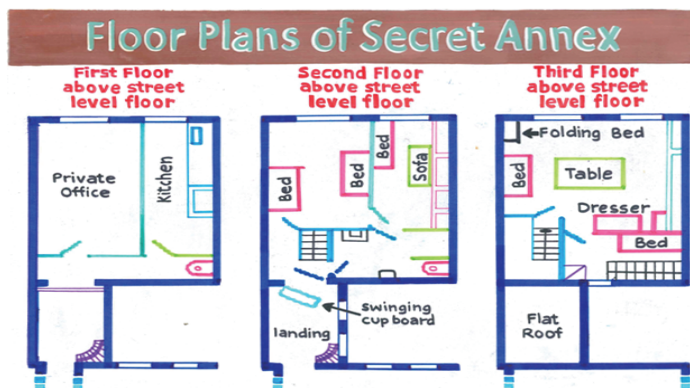 Floor Plans of Secret Annex
First Floor
above street
level floor
Second Floor
above street
level floor
Third Floor
above street
level floor
Private
Office
Kitchen
Bed
Bed
Bed
Sofa
Swinging
cupboard
landing
Folding Bed
Bed
Table
Dresser
Bed
Flat
Roof